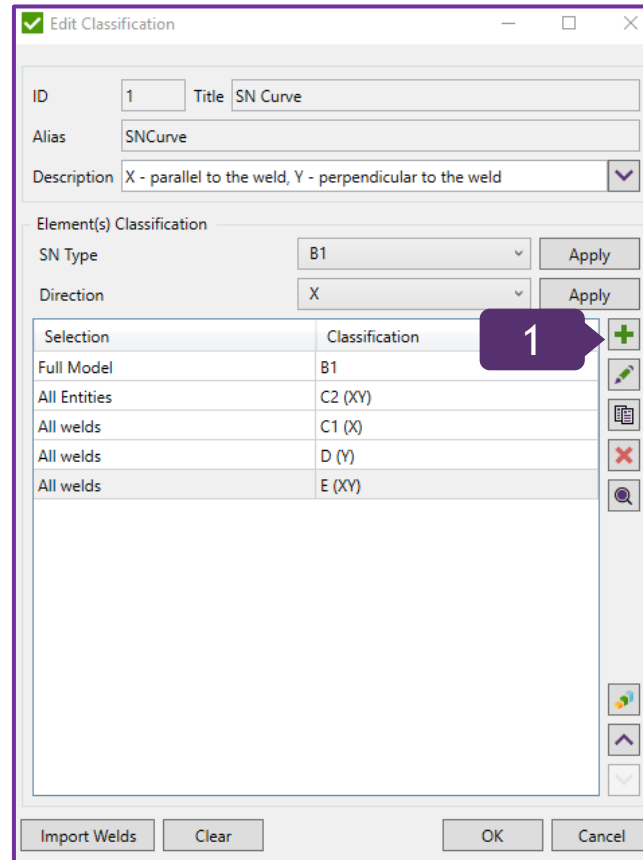 Edit Classification
ID 1 Title SN Curve
Alias SNCurve
Description X - parallel to the weld, Y - perpendicular to the weld
Element(s) Classification
SN Type B1 Apply
Direction X Apply
Selection Classification 1
Full Model B1
All Entities C2 (XY)
All welds C1 (X)
All welds D (Y)
All welds E (XY)
Import Welds Clear OK Cancel